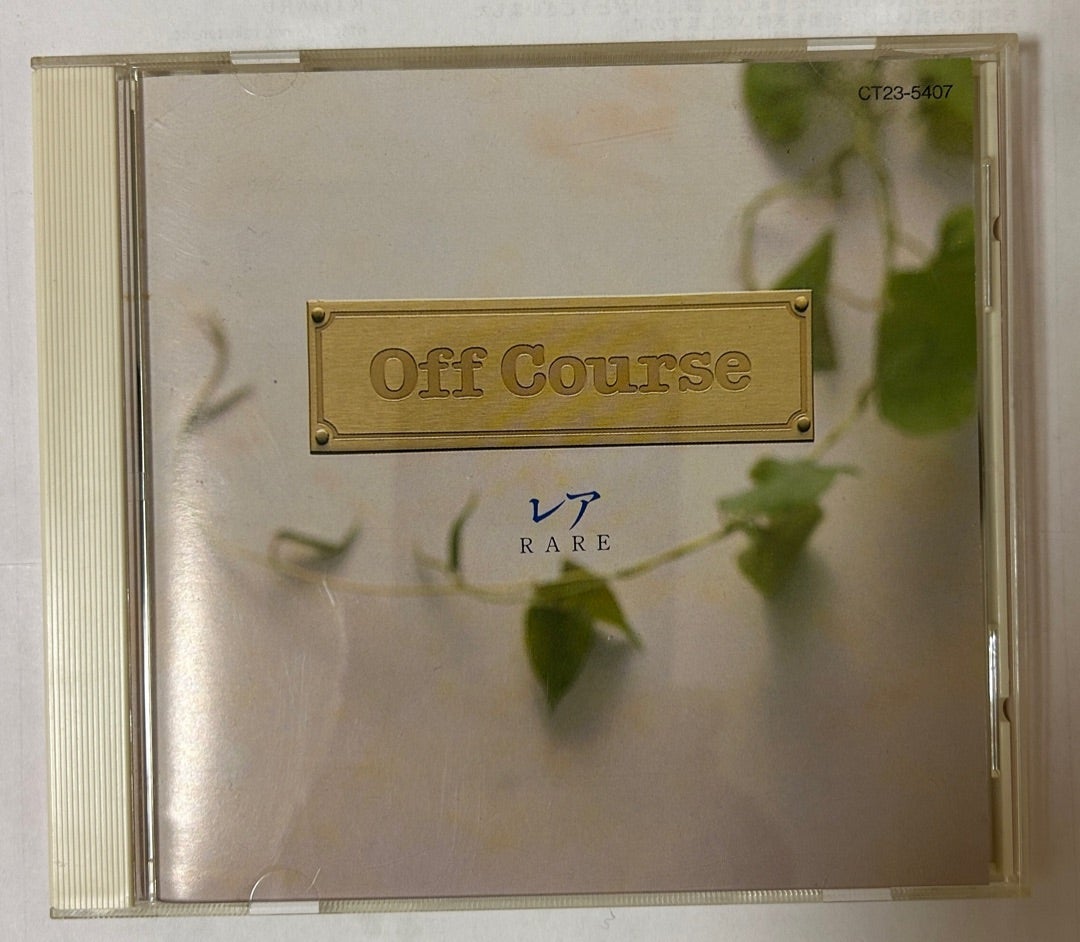 CT23-5407
Off Course
レア
RARE